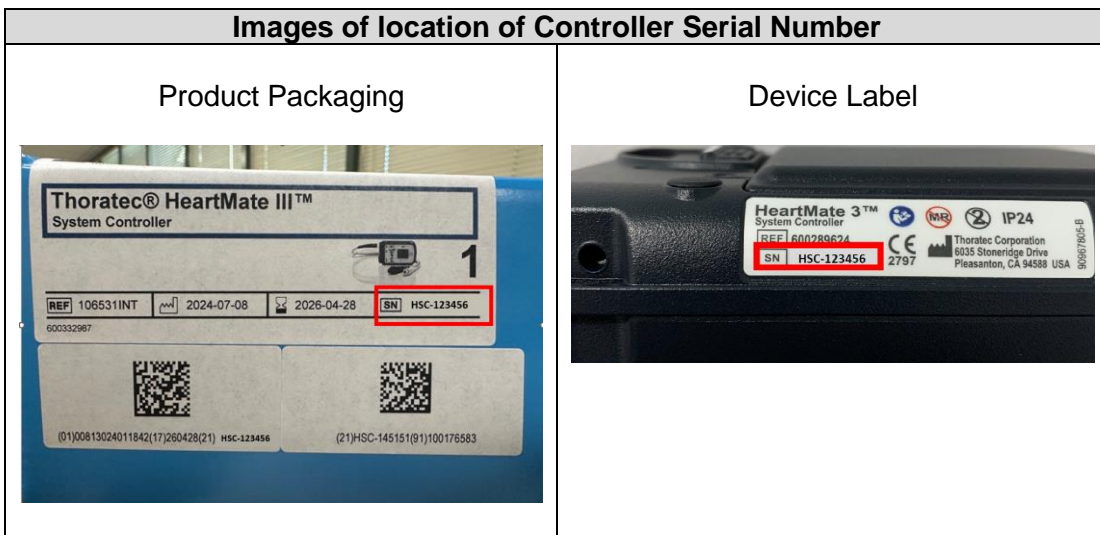 Images of location of Controller Serial Number
Product Packaging
Thoratec® HeartMate III™
System Controller
1
REF 106531INT 2024-07-08 2026-04-28 SN HSC-123456
600332987
(01)00813024011842(17)260428(21) HSC-123456
(21)HSC-145151(91)100176583
Device Label
HeartMate 3™ MR IP24
System Controller
REF 600289624
SN HSC-123456
2797
Thoratec Corporation
6035 Stoneridge Drive
Pleasanton, CA 94588 USA
90967805-B